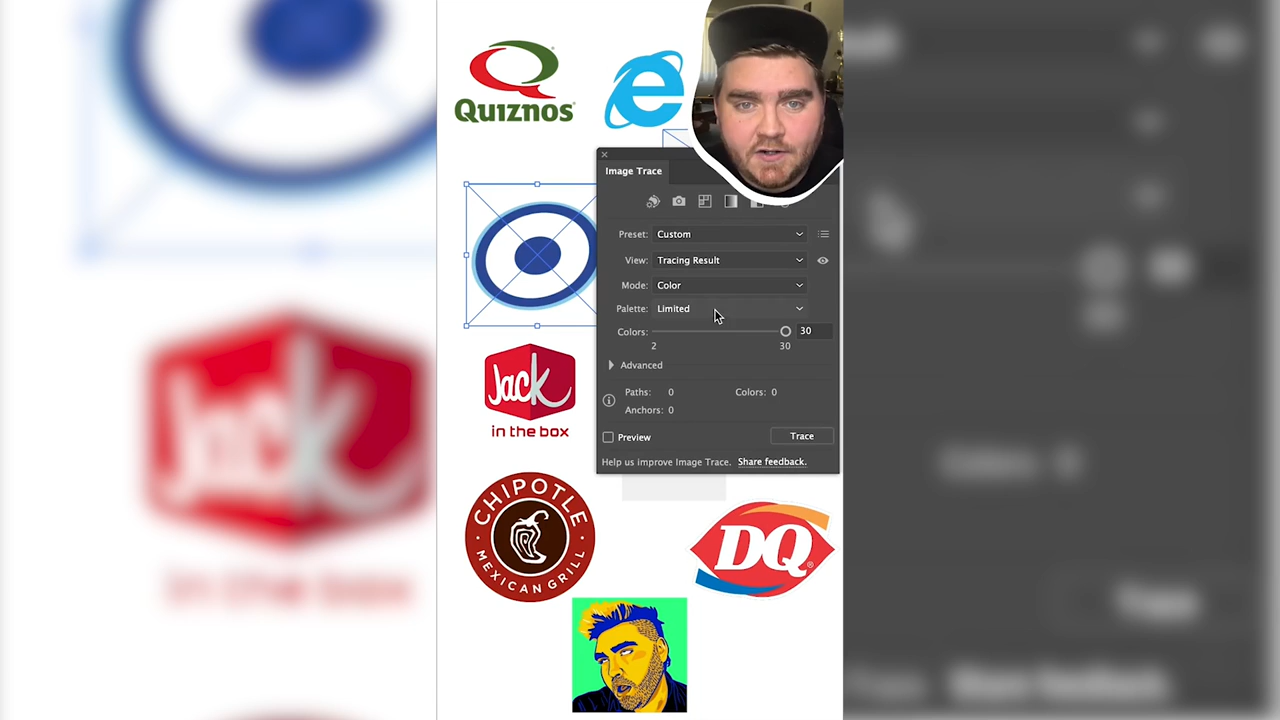 QUIZNOS
Image Trace
Preset: Custom
View: Tracing Result
Mode: Color
Palette: Limited
Colors: 30
2 30
Advanced
Paths: 0 Colors: 0
Anchors: 0
Preview Trace
Help us improve Image Trace. Share feedback.
Jack
in the box
CHIPOTLE
MEXICAN GRILL
DQ®